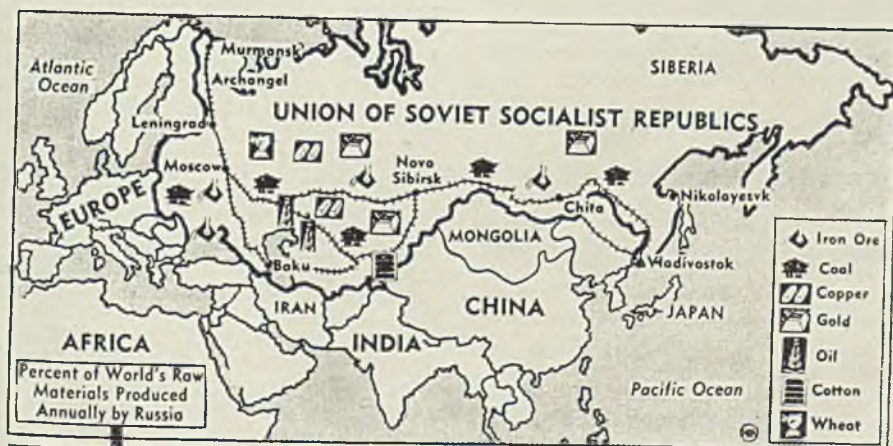 Murmansk
SIBERIA
Atlantic
Ocean
Archangel
UNION OF SOVIET SOCIALIST REPUBLICS
Leningrad
Moscow
Novo
Sibirsk
EUROPE
Chita
Nikolayesvk
MONGOLIA
Iron Ore
Baku
Vladivostok
Coal
IRAN
CHINA
JAPAN
Copper
Gold
AFRICA
INDIA
Oil
Percent of World's Raw
Materials Produced
Annually by Russia
Pacific Ocean
Cotton
Wheat